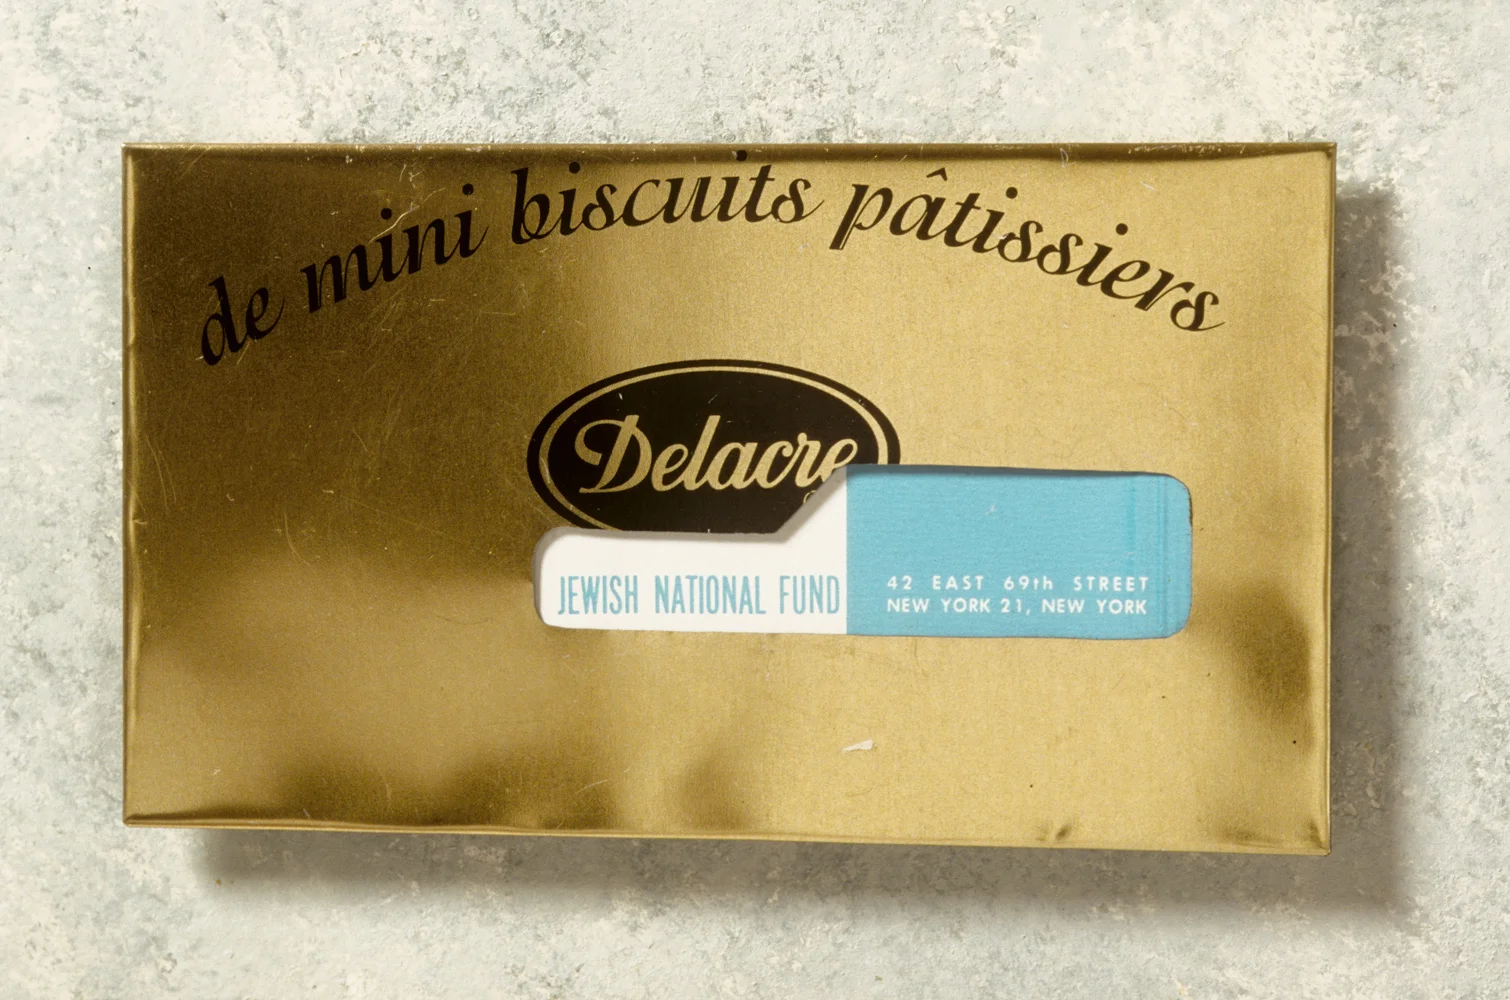 de mini biscuits pâtissiers
Delacre
JEWISH NATIONAL FUND
42 EAST 69th STREET
NEW YORK 21, NEW YORK